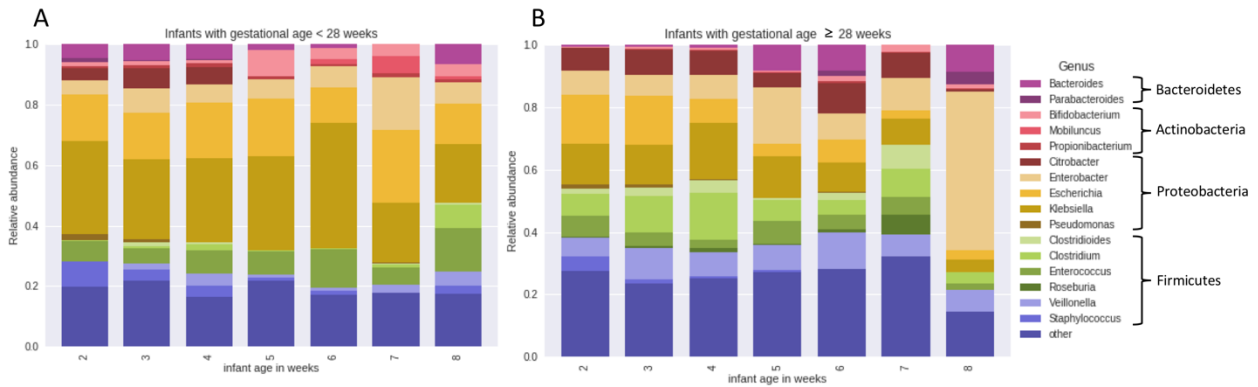 A
Infants with gestational age < 28 weeks
Relative abundance
1.0
0.8
0.6
0.4
0.2
0.0
2 3 4 5 6 7 8
infant age in weeks
B
Infants with gestational age ≥ 28 weeks
Relative abundance
1.0
0.8
0.6
0.4
0.2
0.0
2 3 4 5 6 7 8
infant age in weeks
Genus
Bacteroides
Parabacteroides
Bifidobacterium
Mobiluncus
Propionibacterium
Citrobacter
Enterobacter
Escherichia
Klebsiella
Pseudomonas
Clostridioides
Clostridium
Enterococcus
Roseburia
Veillonella
Staphylococcus
other
Bacteroidetes
Actinobacteria
Proteobacteria
Firmicutes